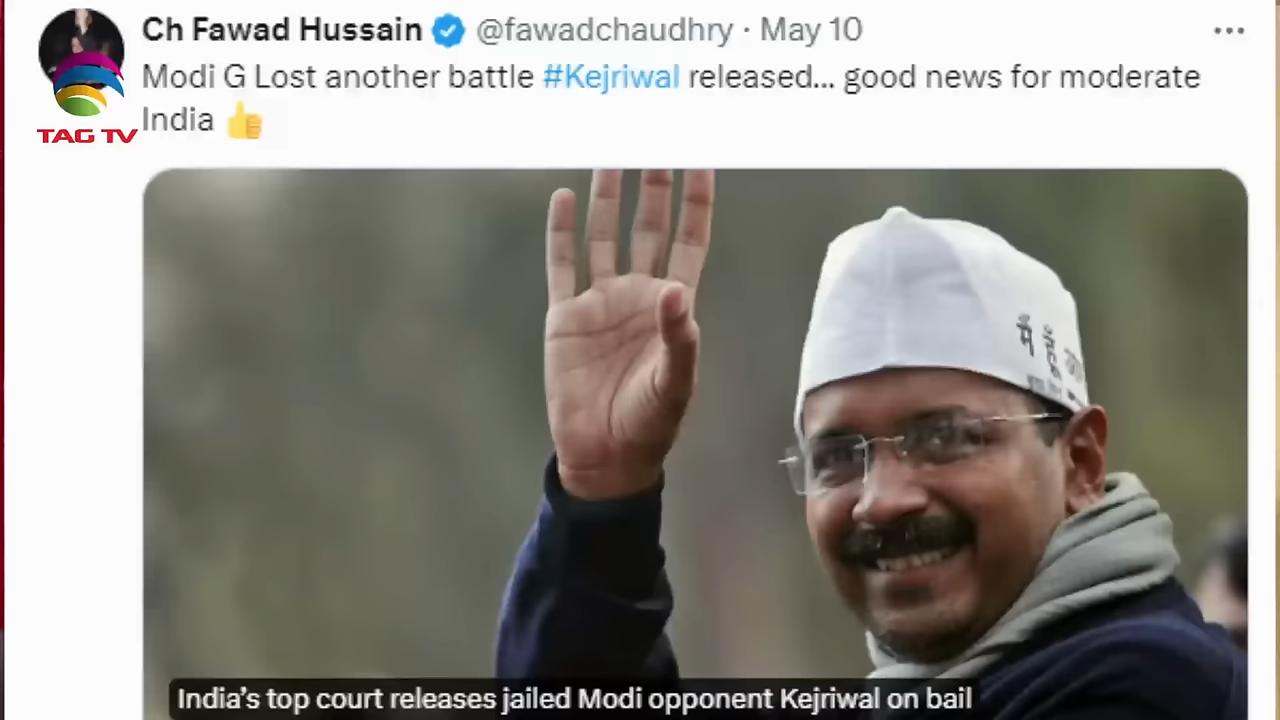 Ch Fawad Hussain @fawadchaudhry · May 10
Modi G Lost another battle #Kejriwal released... good news for moderate
India 👍
TAG TV
मैं
India's top court releases jailed Modi opponent Kejriwal on bail